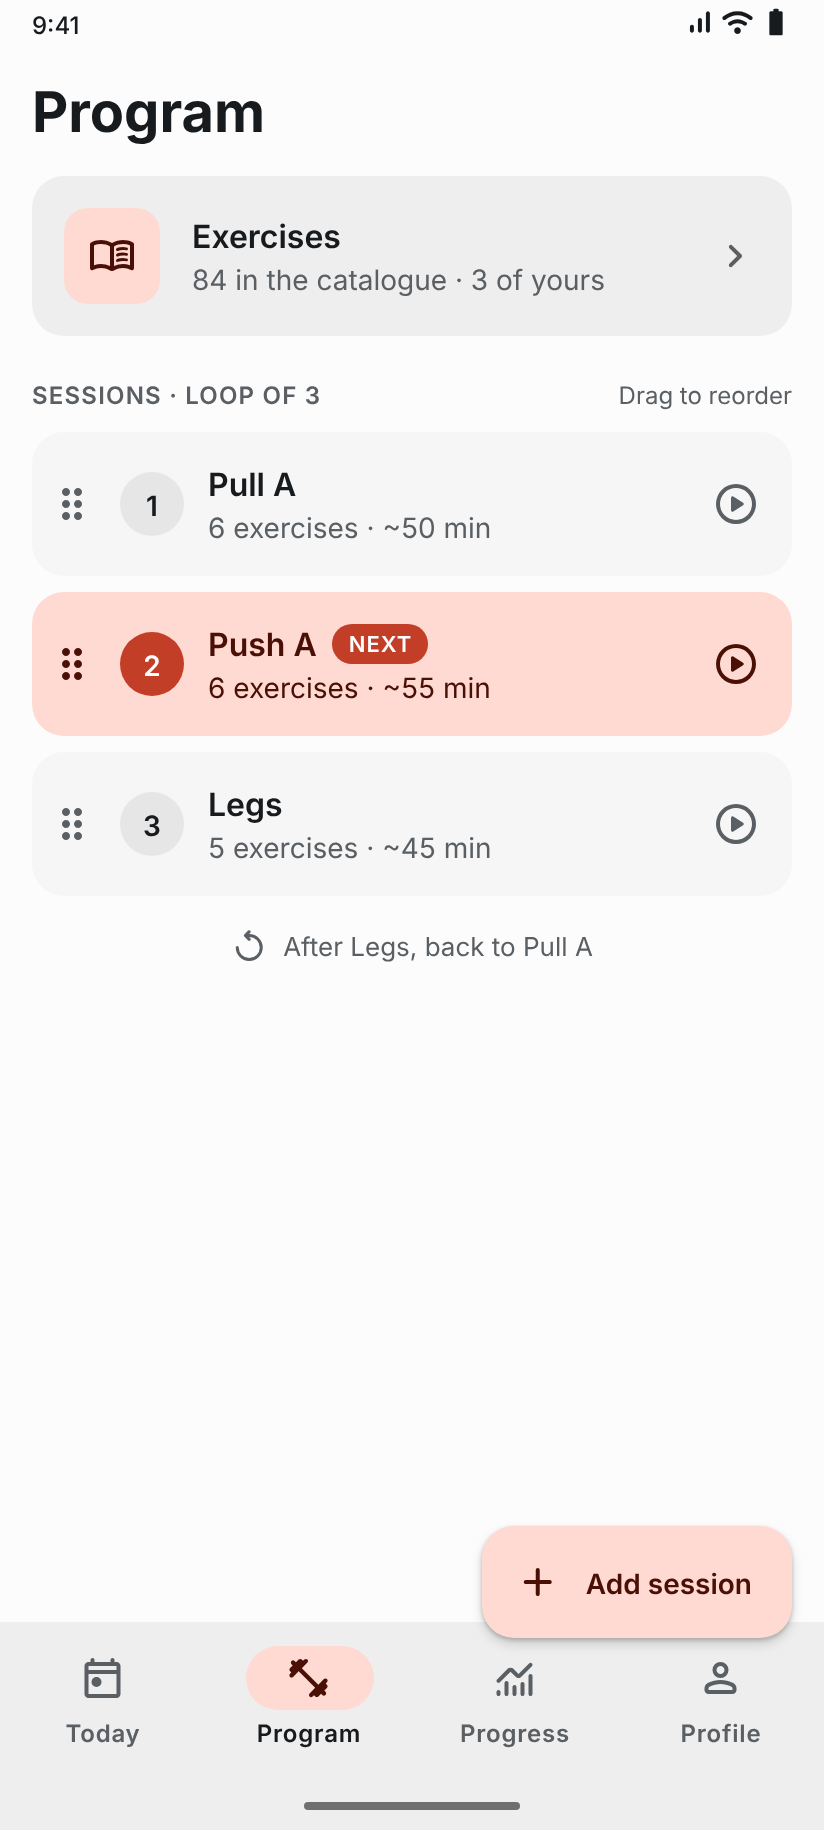 9:41
Program
Exercises
84 in the catalogue · 3 of yours
SESSIONS · LOOP OF 3
Drag to reorder
1
Pull A
6 exercises · ~50 min
2
Push A
NEXT
6 exercises · ~55 min
3
Legs
5 exercises · ~45 min
After Legs, back to Pull A
Add session
Today
Program
Progress
Profile